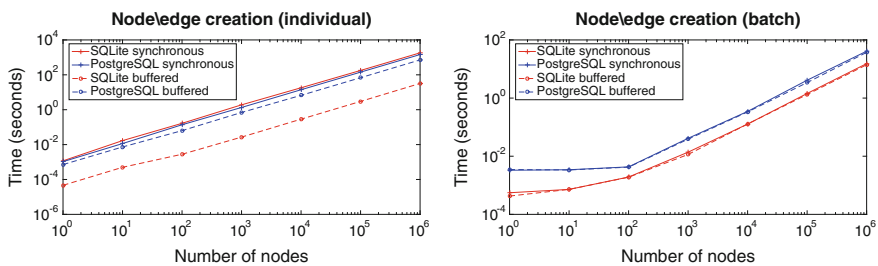 Node\edge creation (individual)
10^4
10^2
10^0
10^-2
10^-4
10^-6
Time (seconds)
SQLite synchronous
PostgreSQL synchronous
SQLite buffered
PostgreSQL buffered
10^0 10^1 10^2 10^3 10^4 10^5 10^6
Number of nodes
Node\edge creation (batch)
10^2
10^0
10^-2
10^-4
Time (seconds)
SQLite synchronous
PostgreSQL synchronous
SQLite buffered
PostgreSQL buffered
10^0 10^1 10^2 10^3 10^4 10^5 10^6
Number of nodes